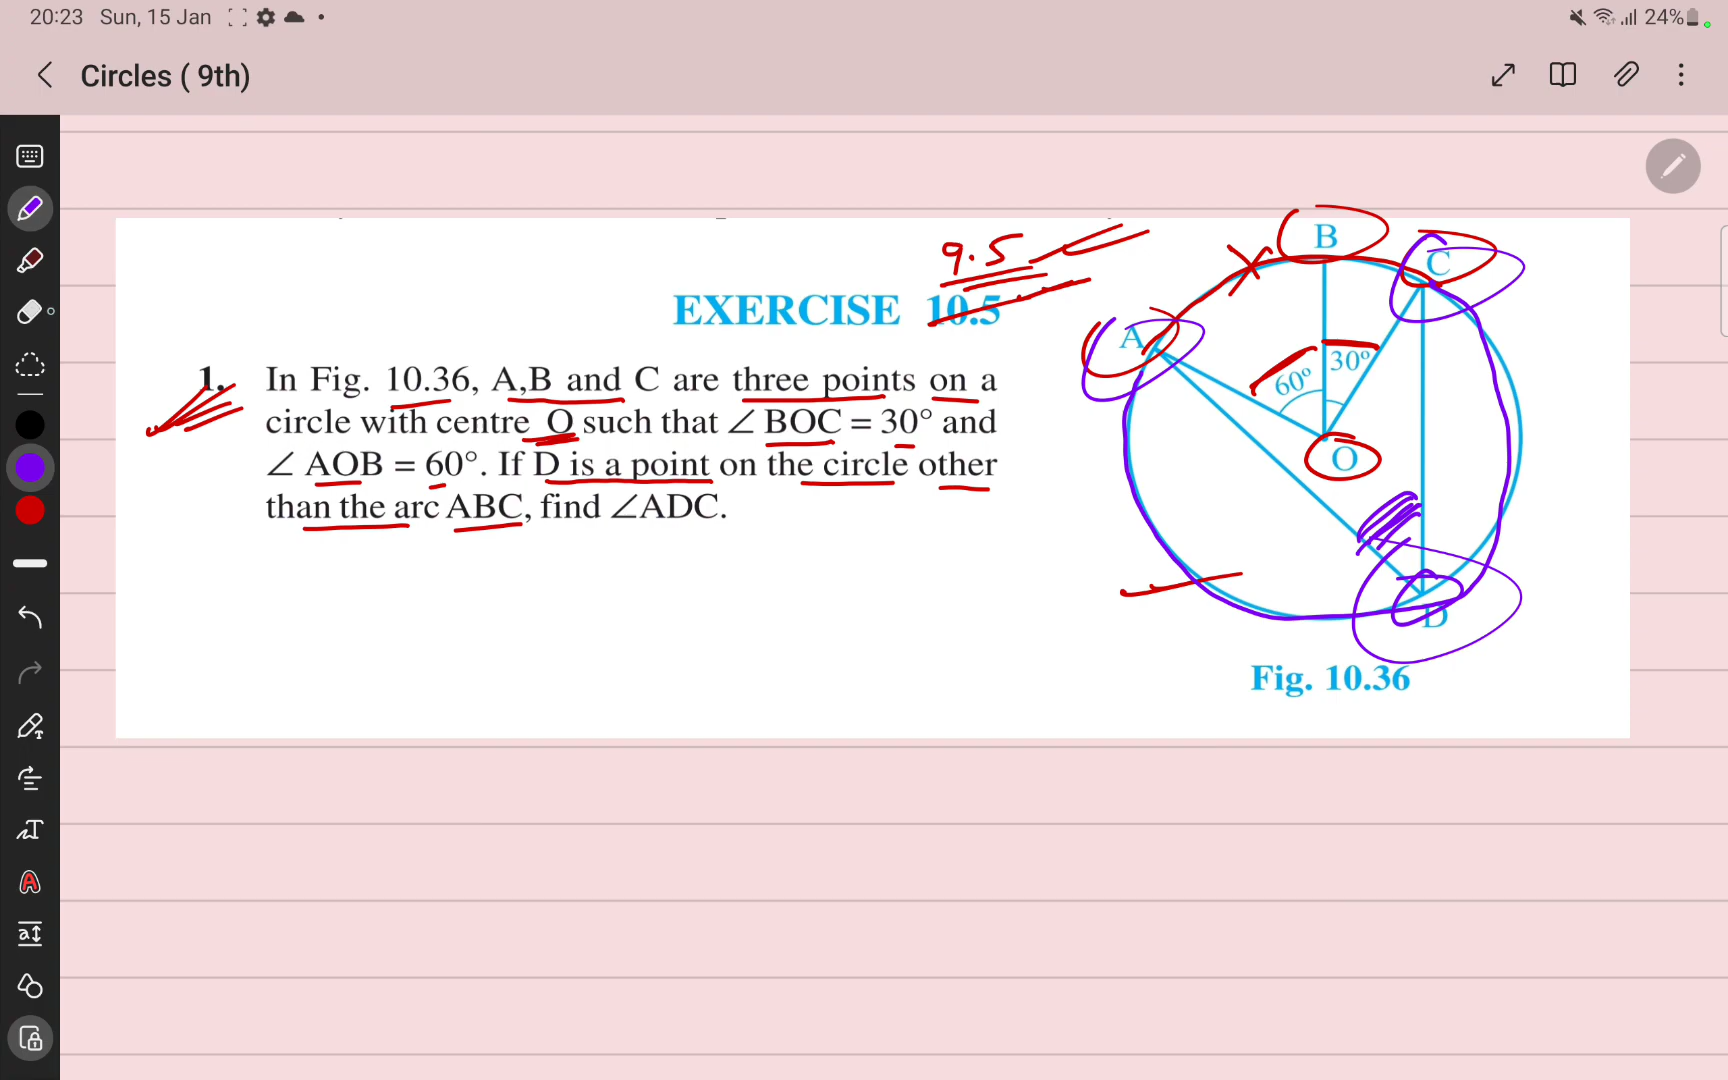 20:23 Sun, 15 Jan
24%
Circles ( 9th)
9.5
EXERCISE 10.5
1. In Fig. 10.36, A,B and C are three points on a
circle with centre O such that ∠ BOC = 30° and
∠ AOB = 60°. If D is a point on the circle other
than the arc ABC, find ∠ADC.
B
C
A
60°
30°
O
D
Fig. 10.36